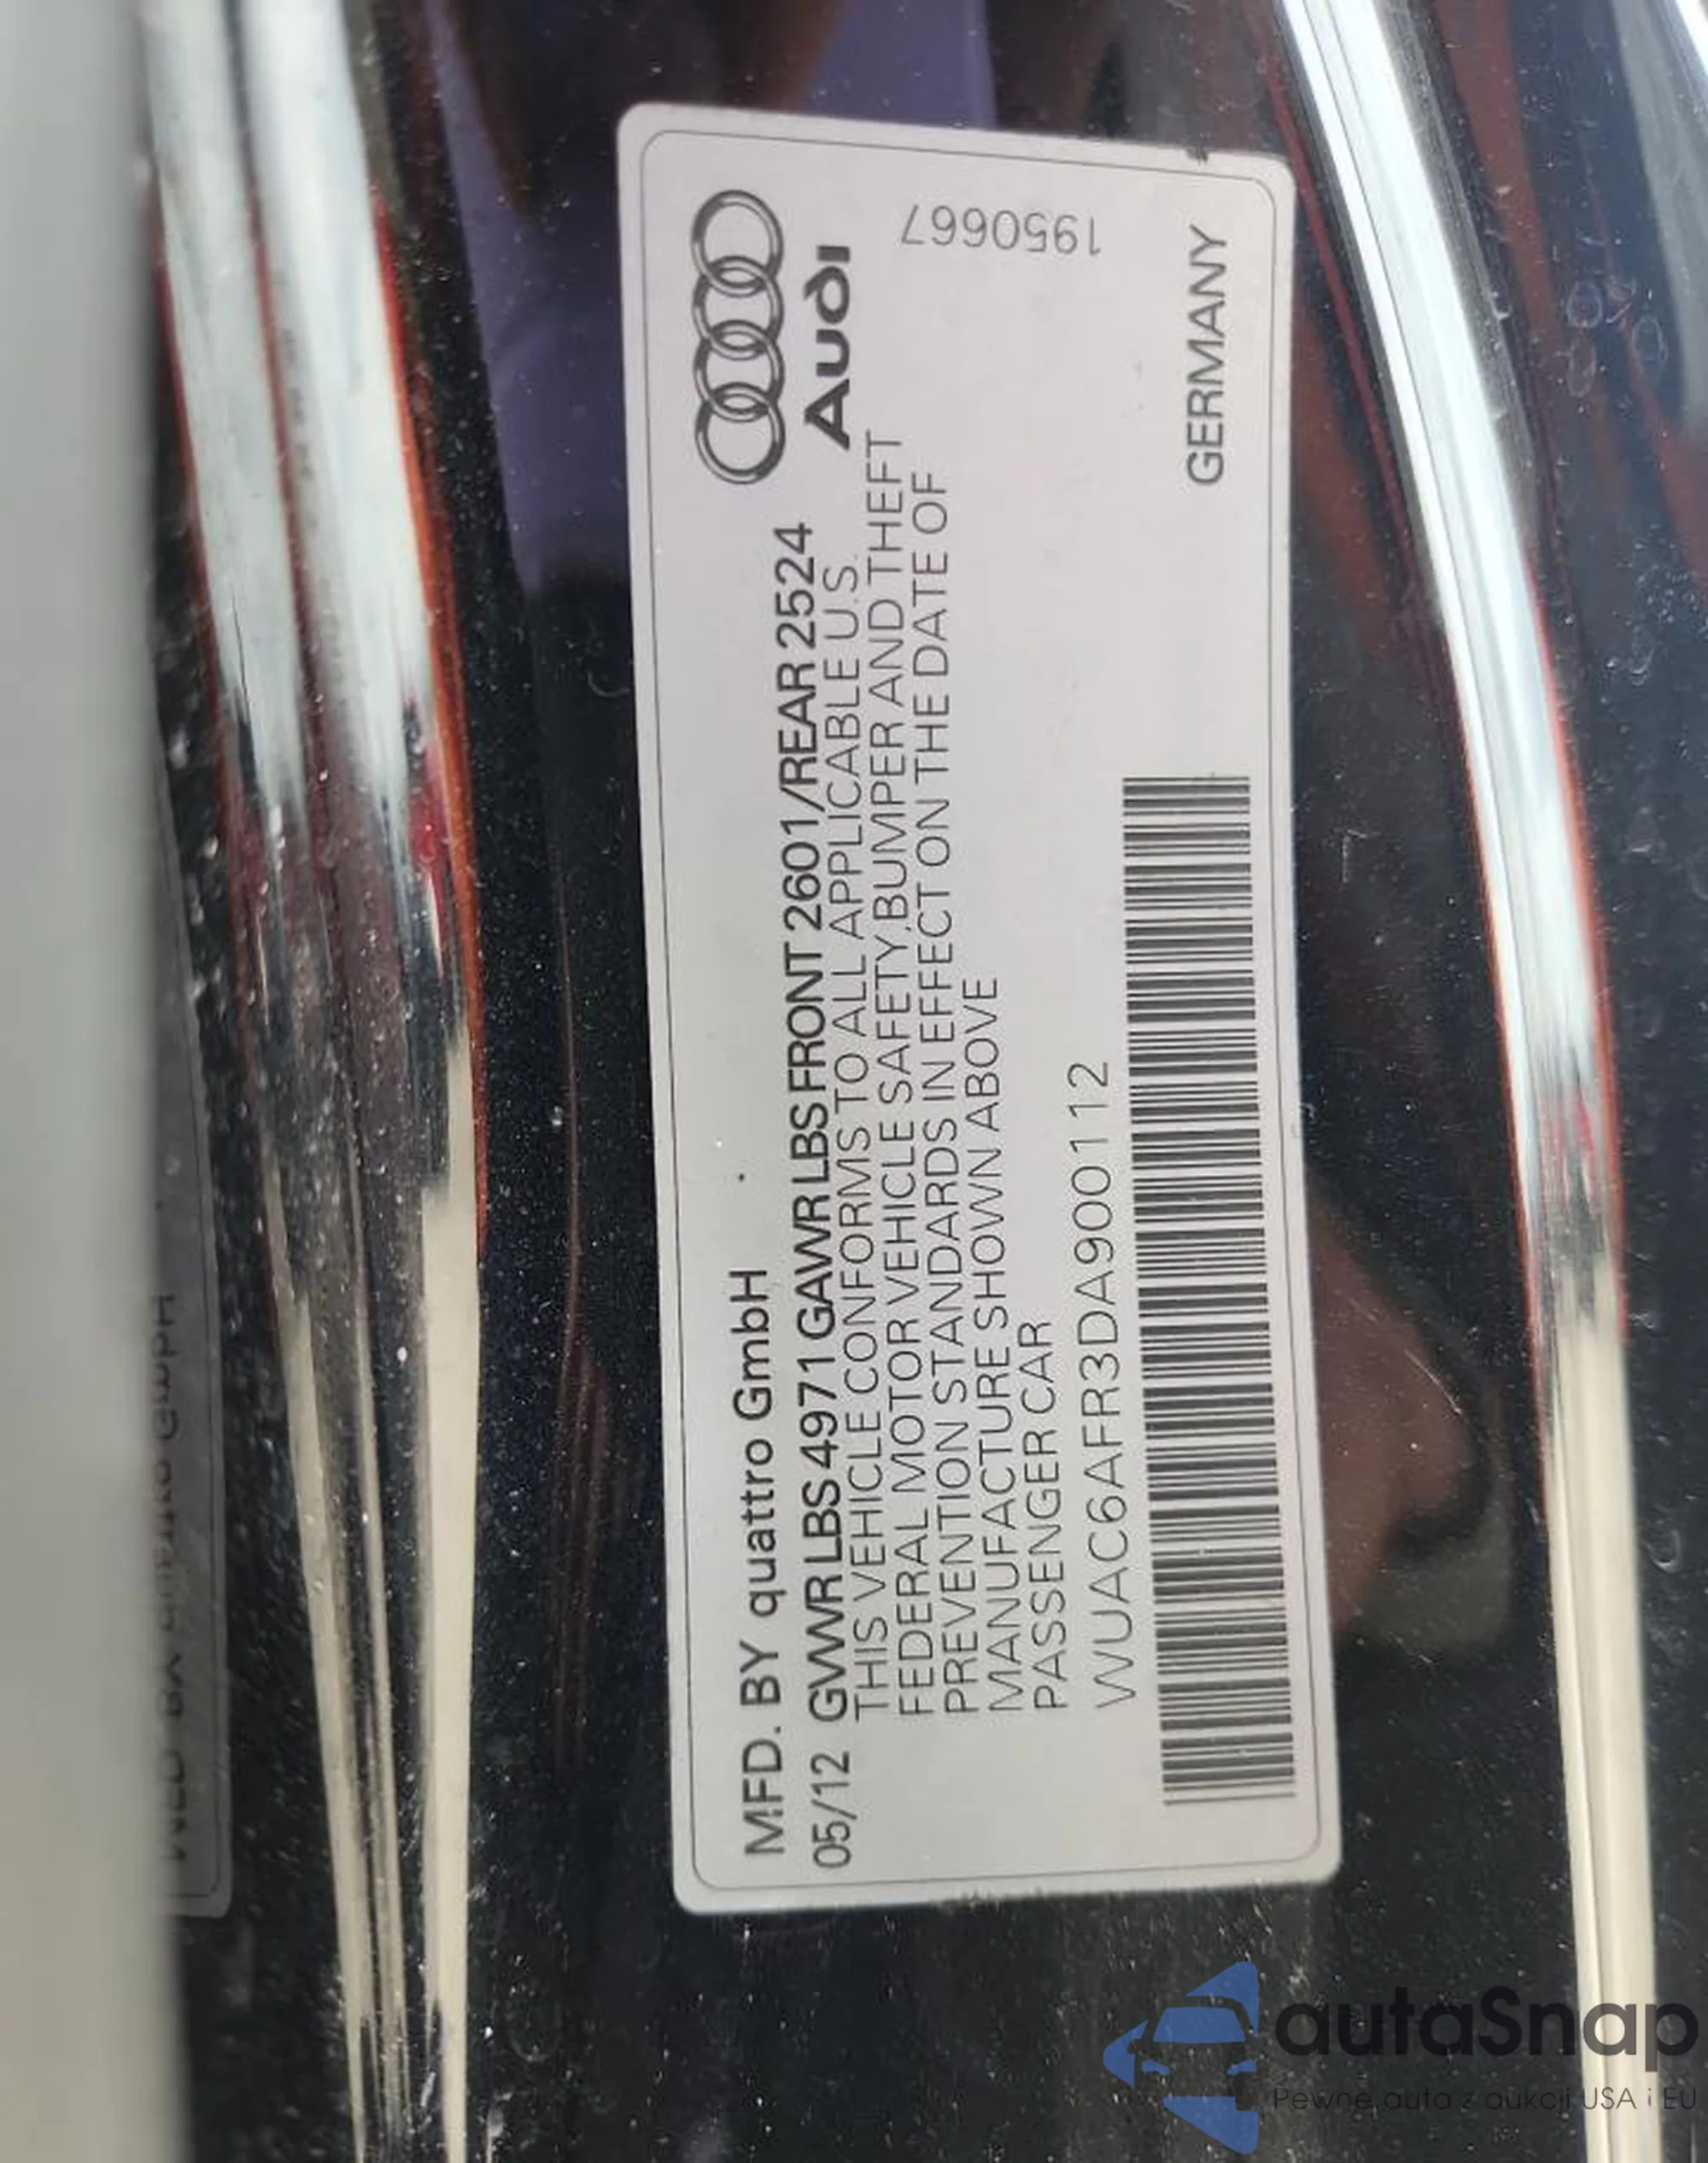 MFD. BY quattro GmbH
05/12 GVWR LBS 4971 GAWR LBS FRONT 2601/REAR 2524
THIS VEHICLE CONFORMS TO ALL APPLICABLE U.S.
FEDERAL MOTOR VEHICLE SAFETY,BUMPER AND THEFT
PREVENTION STANDARDS IN EFFECT ON THE DATE OF
MANUFACTURE SHOWN ABOVE
PASSENGER CAR
WUAC6AFR3DA900112
Audi
1950667
GERMANY
autaSnap
Pewne auta z aukcji USA i EU